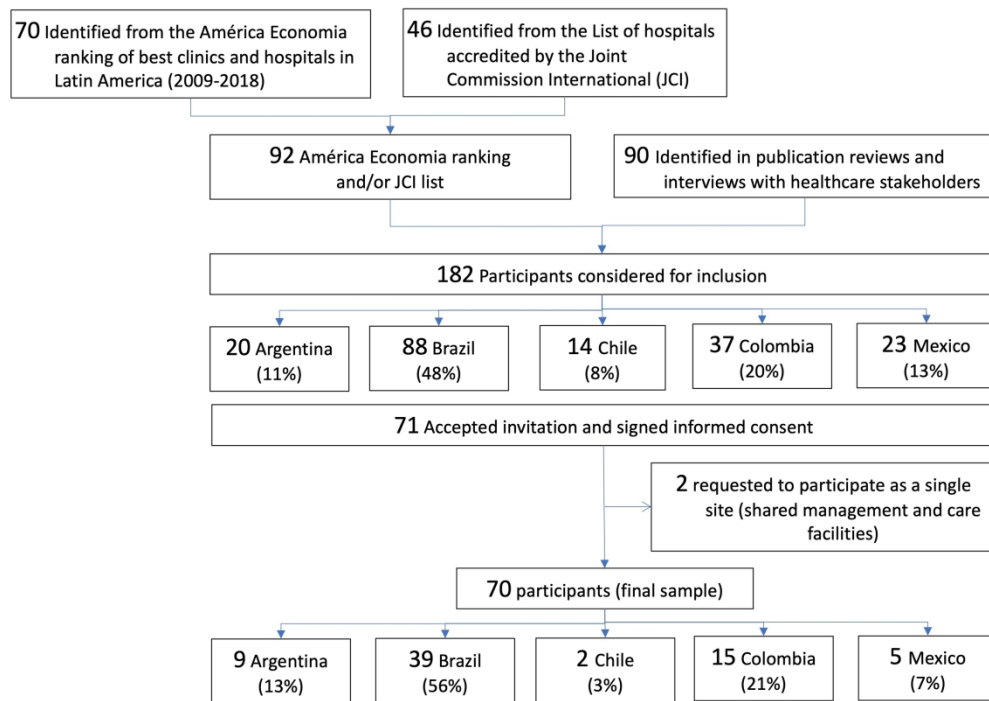 70 Identified from the América Economia
ranking of best clinics and hospitals in
Latin America (2009-2018)
46 Identified from the List of hospitals
accredited by the Joint
Commission International (JCI)
92 América Economia ranking
and/or JCI list
90 Identified in publication reviews and
interviews with healthcare stakeholders
182 Participants considered for inclusion
20 Argentina
(11%)
88 Brazil
(48%)
14 Chile
(8%)
37 Colombia
(20%)
23 Mexico
(13%)
71 Accepted invitation and signed informed consent
2 requested to participate as a single
site (shared management and care
facilities)
70 participants (final sample)
9 Argentina
(13%)
39 Brazil
(56%)
2 Chile
(3%)
15 Colombia
(21%)
5 Mexico
(7%)